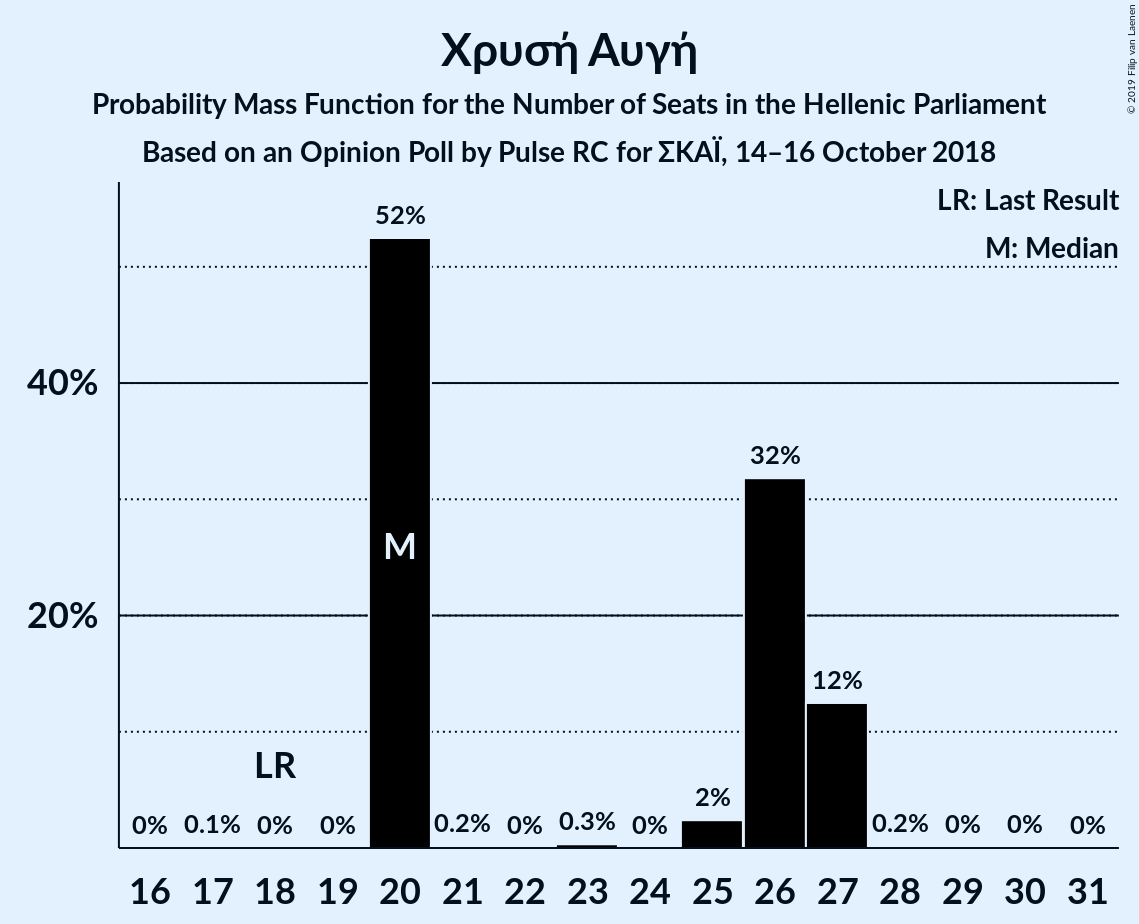 Χρυσή Αυγή
Probability Mass Function for the Number of Seats in the Hellenic Parliament
Based on an Opinion Poll by Pulse RC for ΣΚΑΪ, 14–16 October 2018
© 2019 Filip van Laenen
LR: Last Result
M: Median
52%
40%
32%
M
20%
12%
LR
0% 0.1% 0% 0% 0.2% 0% 0.3% 0% 2% 0.2% 0% 0% 0%
16 17 18 19 20 21 22 23 24 25 26 27 28 29 30 31